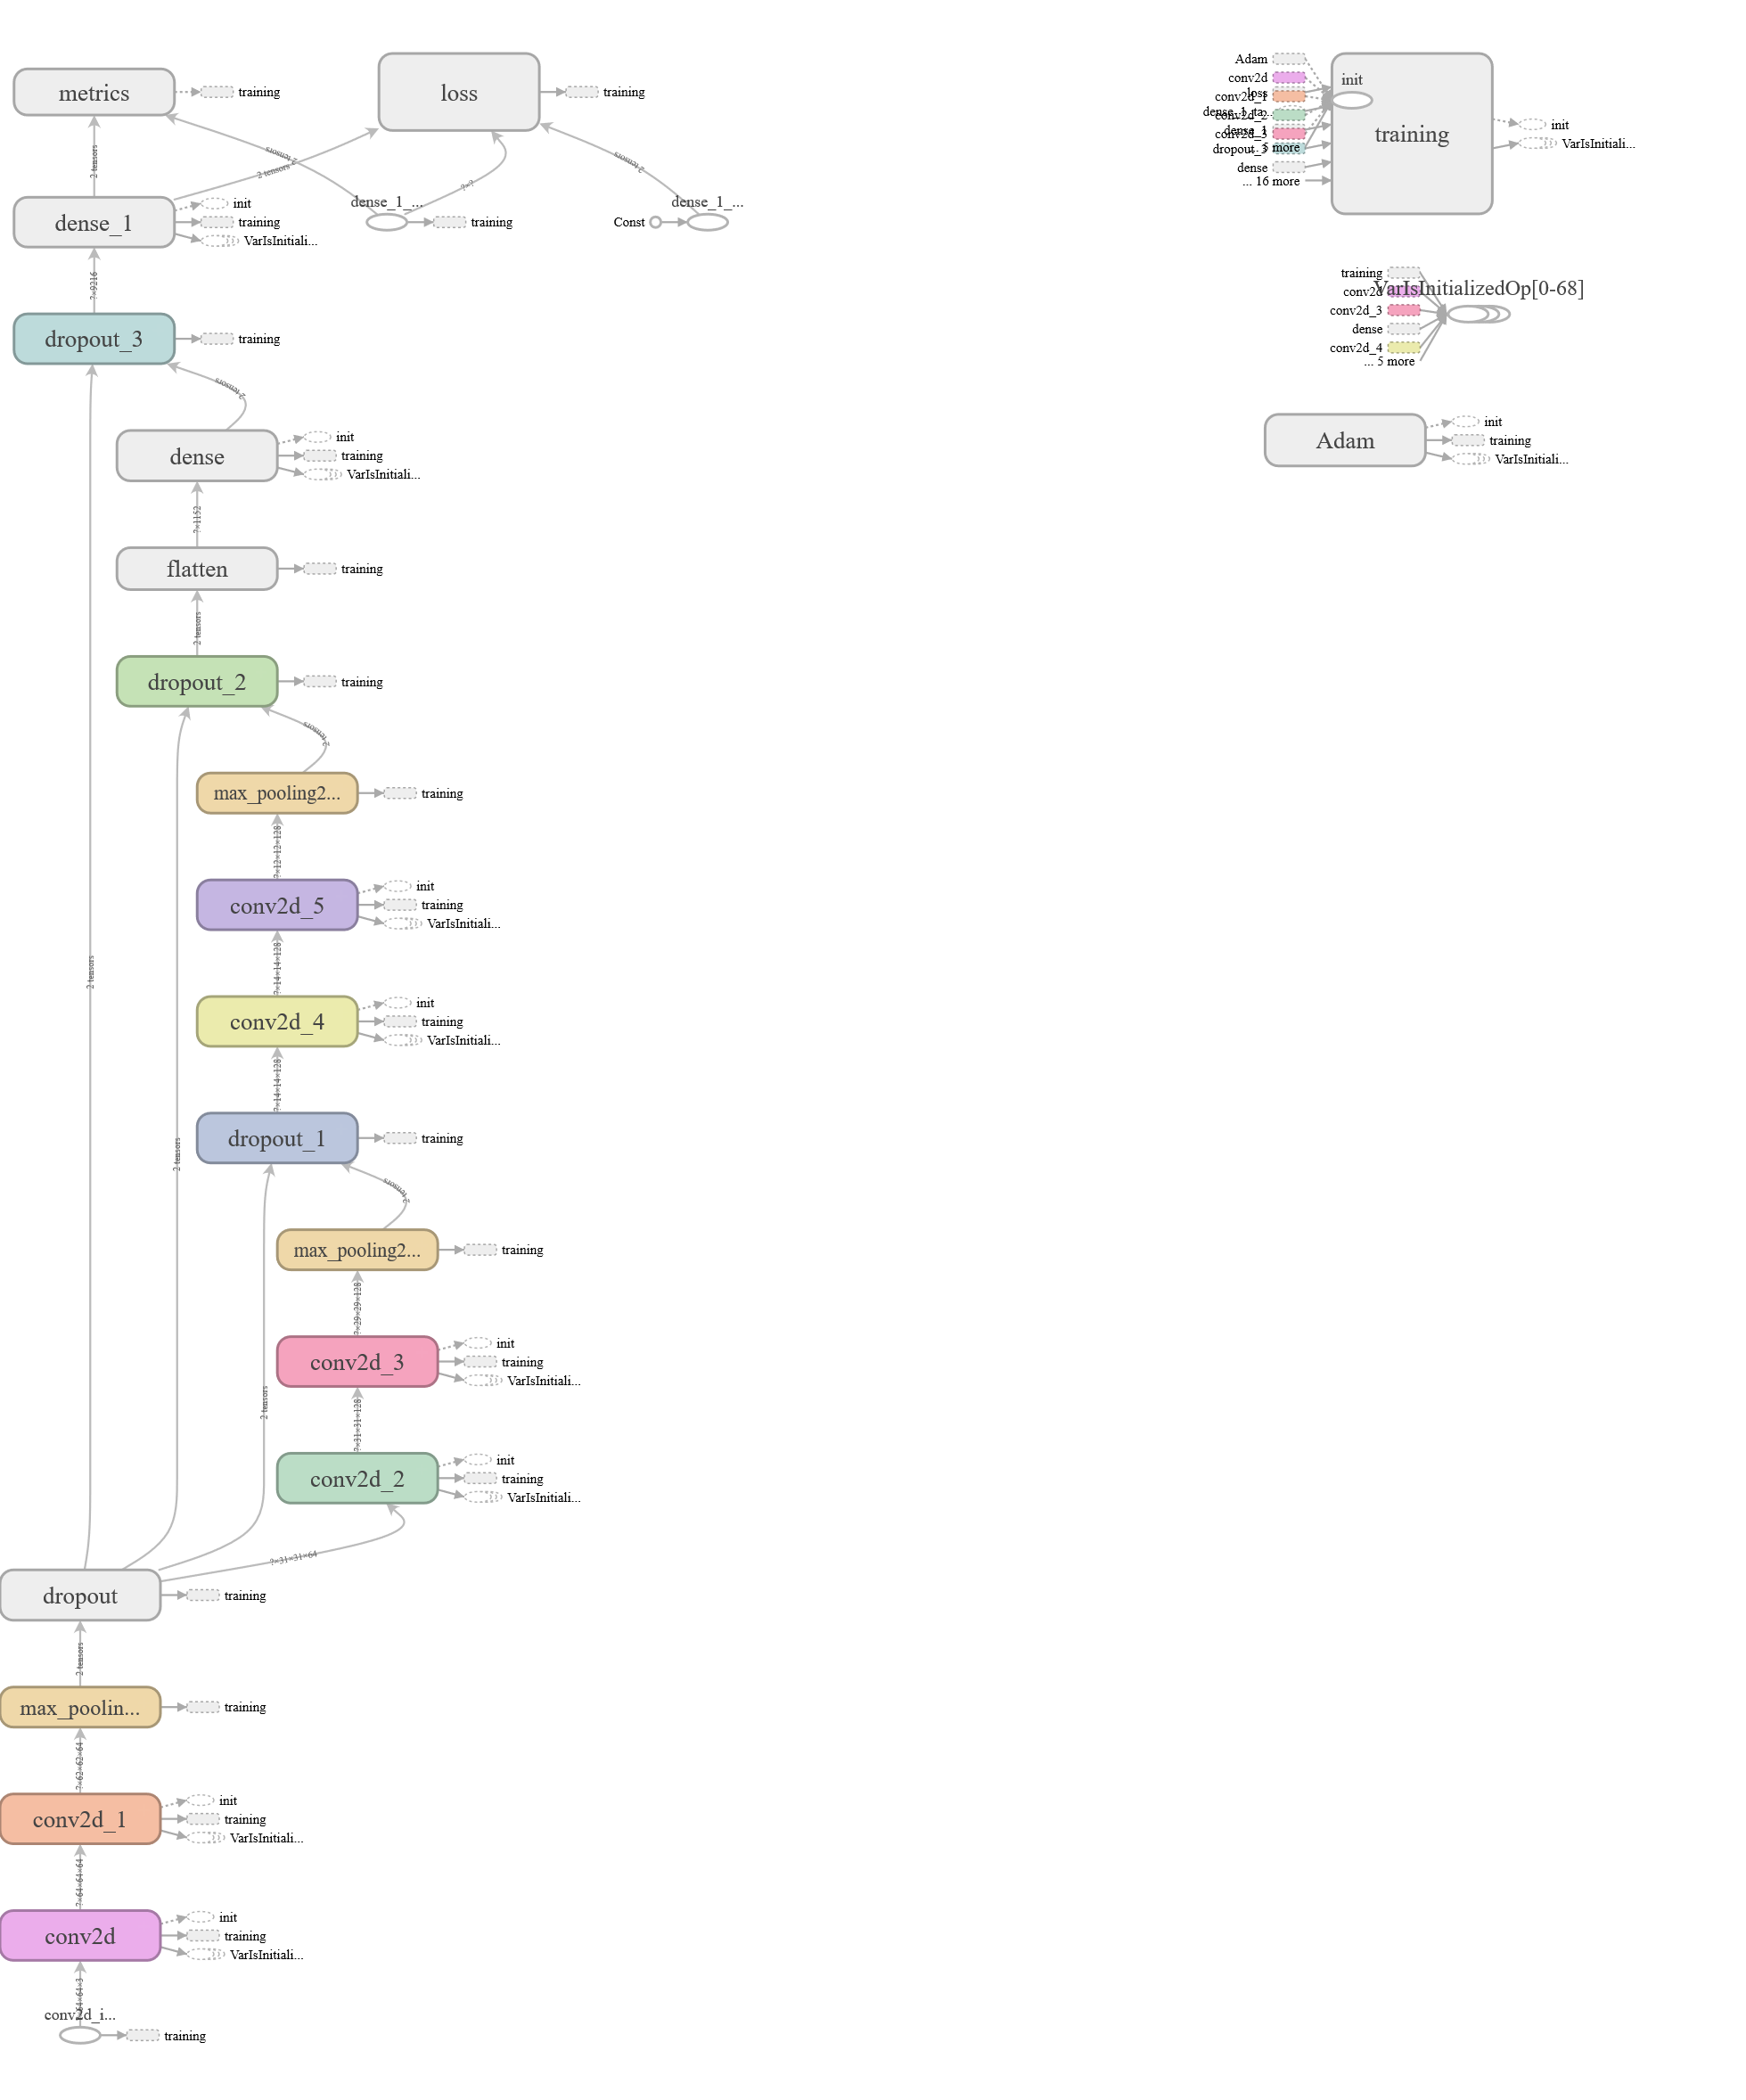 metrics
training
loss
training
2 tensors
2 tensors
2 tensors
?×?
2 tensors
dense_1
init
training
VarIsInitiali...
dense_1_...
training
Const
dense_1_...
?×9216
dropout_3
training
2 tensors
dense
init
training
VarIsInitiali...
?×1152
flatten
training
2 tensors
dropout_2
training
2 tensors
max_pooling2...
training
?×12×12×128
conv2d_5
init
training
VarIsInitiali...
?×14×14×128
2 tensors
conv2d_4
init
training
VarIsInitiali...
?×14×14×128
dropout_1
training
2 tensors
2 tensors
max_pooling2...
training
?×29×29×128
conv2d_3
init
training
VarIsInitiali...
2 tensors
?×31×31×128
conv2d_2
init
training
VarIsInitiali...
?×31×31×64
dropout
training
2 tensors
max_poolin...
training
?×62×62×64
conv2d_1
init
training
VarIsInitiali...
?×64×64×64
conv2d
init
training
VarIsInitiali...
conv2d_i...
training
Adam
conv2d
loss
conv2d_1
dense_1_ta...
conv2d_2
dense_1
conv2d_3
... 5 more
dropout_3
dense
... 16 more
init
training
init
VarIsInitiali...
training
conv2d
conv2d_3
dense
conv2d_4
... 5 more
VarIsInitializedOp[0-68]
Adam
init
training
VarIsInitiali...